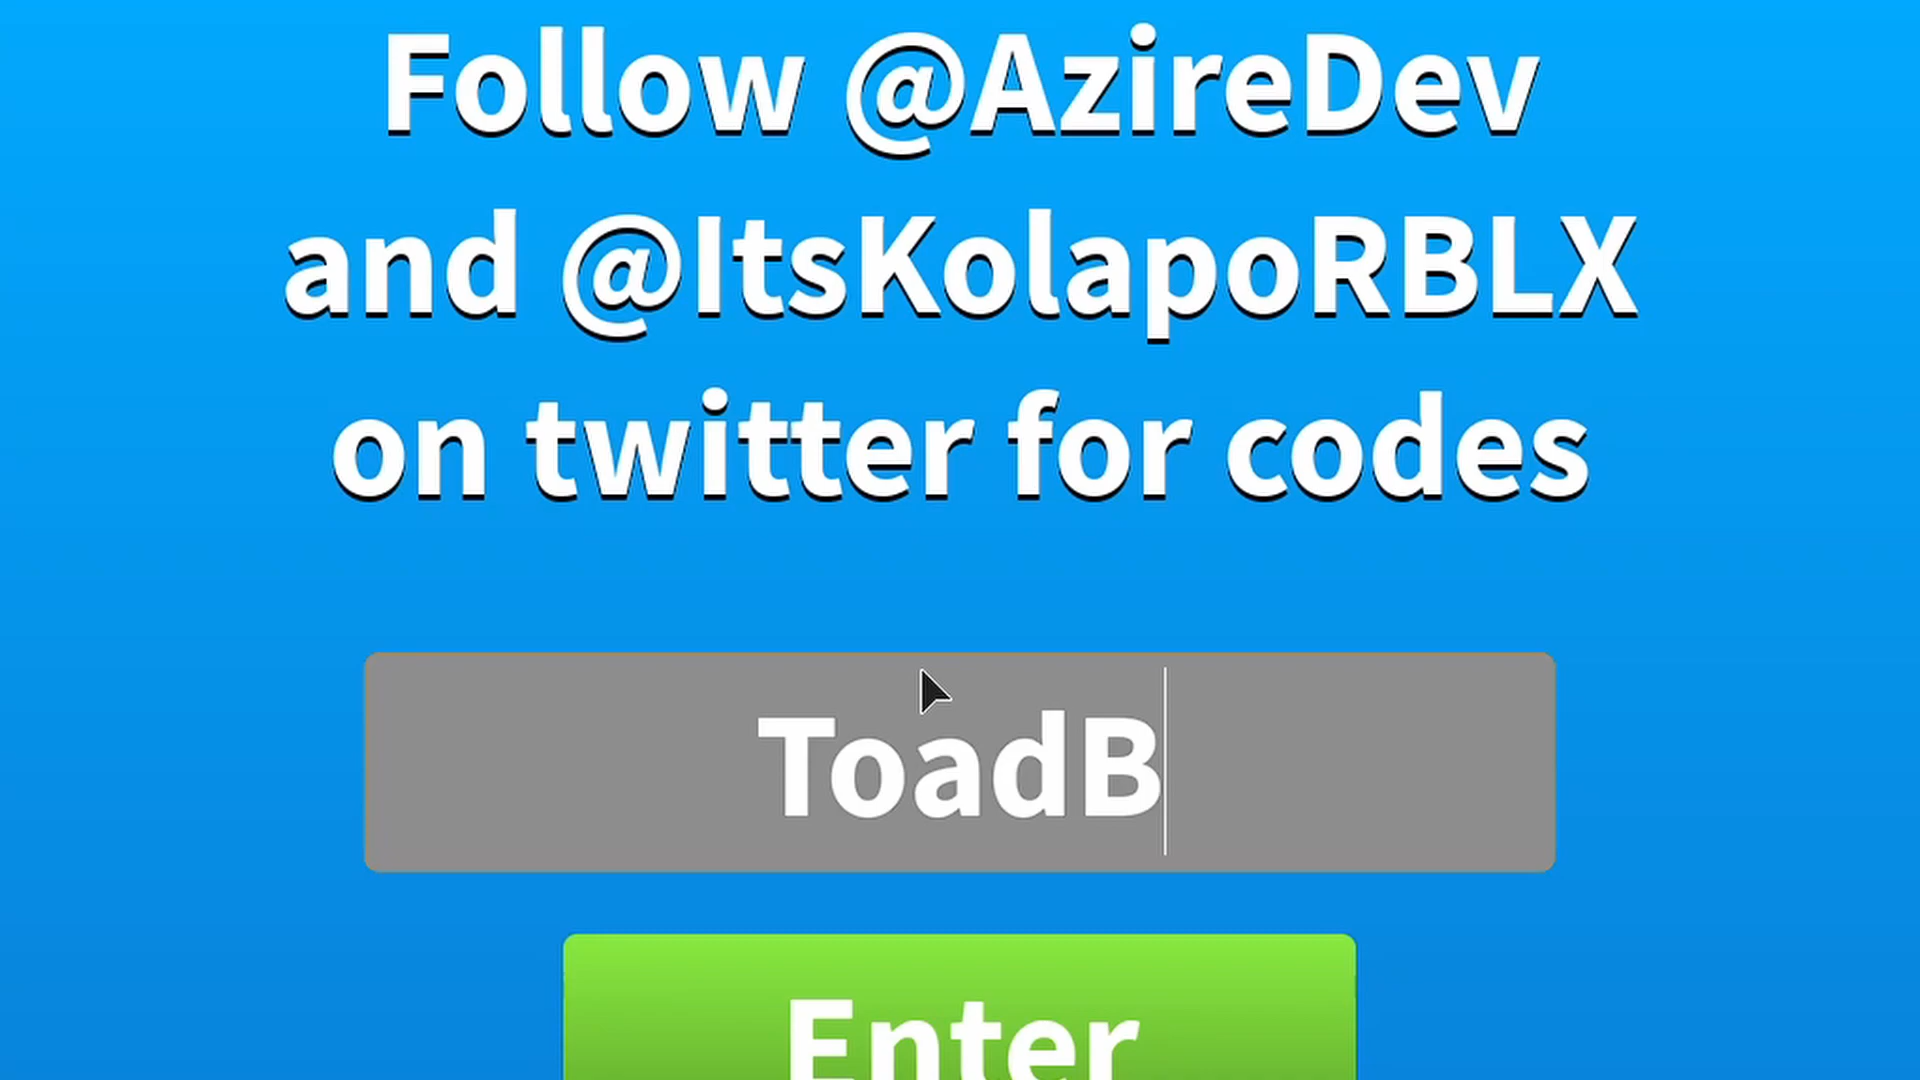 Follow @AzireDev
and @ItsKolapoRBLX
on twitter for codes
ToadB
Enter